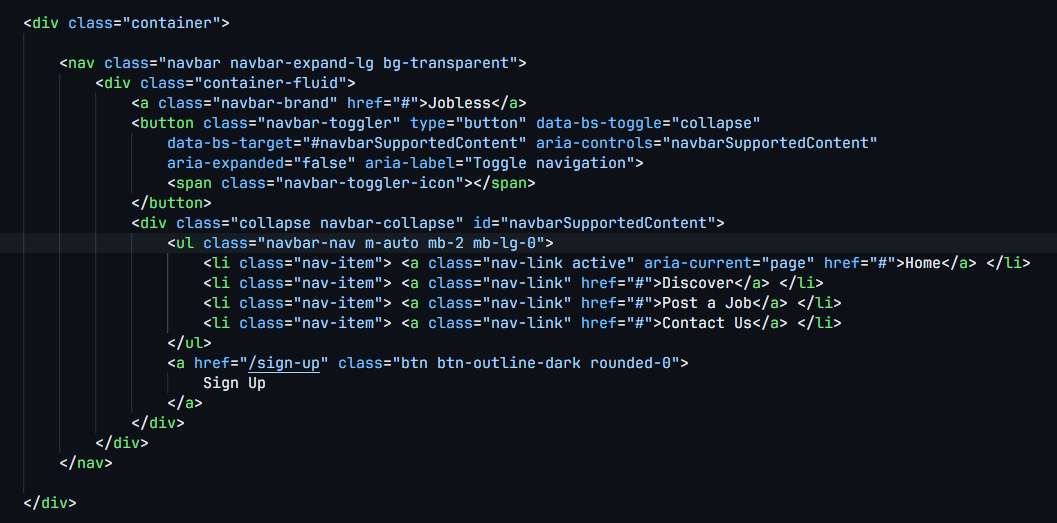 <div class="container">
<nav class="navbar navbar-expand-lg bg-transparent">
<div class="container-fluid">
<a class="navbar-brand" href="#">Jobless</a>
<button class="navbar-toggler" type="button" data-bs-toggle="collapse"
data-bs-target="#navbarSupportedContent" aria-controls="navbarSupportedContent"
aria-expanded="false" aria-label="Toggle navigation">
<span class="navbar-toggler-icon"></span>
</button>
<div class="collapse navbar-collapse" id="navbarSupportedContent">
<ul class="navbar-nav m-auto mb-2 mb-lg-0">
<li class="nav-item"> <a class="nav-link active" aria-current="page" href="#">Home</a> </li>
<li class="nav-item"> <a class="nav-link" href="#">Discover</a> </li>
<li class="nav-item"> <a class="nav-link" href="#">Post a Job</a> </li>
<li class="nav-item"> <a class="nav-link" href="#">Contact Us</a> </li>
</ul>
<a href="/sign-up" class="btn btn-outline-dark rounded-0">
Sign Up
</a>
</div>
</div>
</nav>
</div>